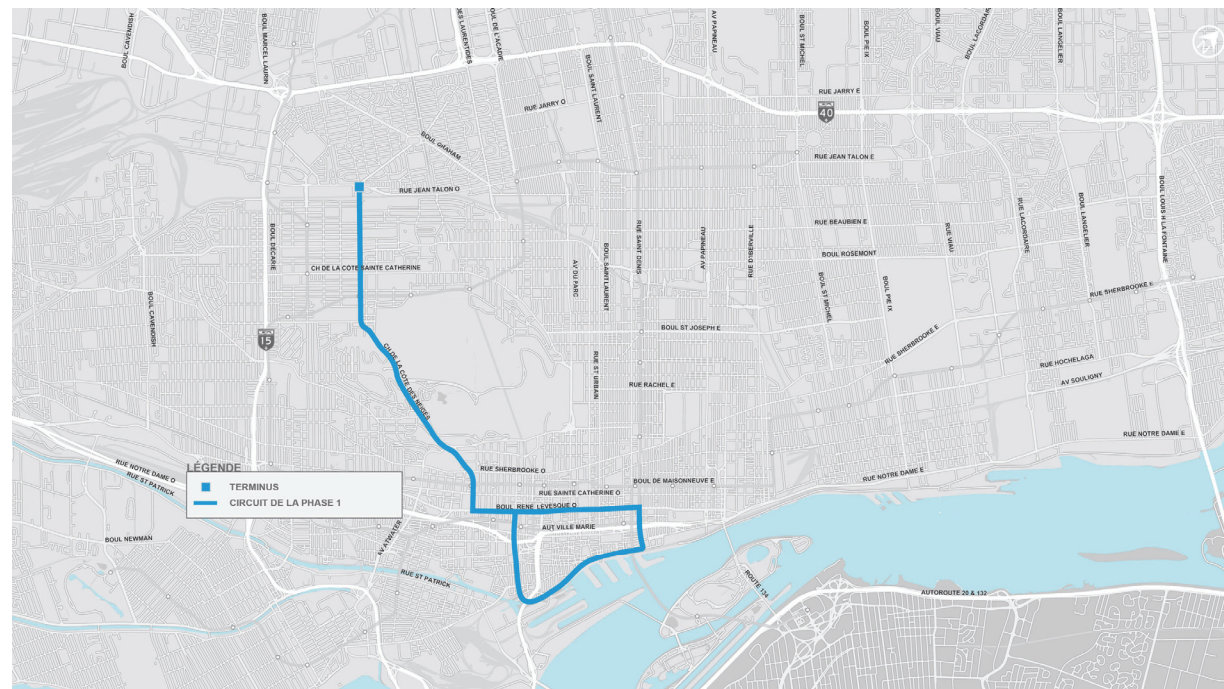 BOUL CAVENDISH
BOUL MARCEL LAURIN
DES LAURENTIDES
BOUL DE L'ACADIE
BOUL SAINT LAURENT
AV PAPINEAU
BOUL ST MICHEL
BOUL PIE IX
BOUL VIAU
BOUL LACORDAIRE
BOUL LANGELIER
RUE JARRY O
RUE JARRY E
40
BOUL GRAHAM
RUE JEAN TALON E
RUE JEAN TALON O
BOUL DÉCARIE
RUE SAINT DENIS
AV PAPINEAU
RUE D'IBERVILLE
RUE BEAUBIEN E
BOUL ROSEMONT
RUE VIAU
RUE LACORDAIRE
BOUL LANGELIER
BOUL LOUIS H LA FONTAINE
CH DE LA CÔTE SAINTE CATHERINE
AV DU PARC
BOUL SAINT LAURENT
BOUL ST MICHEL
BOUL PIE IX
RUE SHERBROOKE E
BOUL CAVENDISH
15
BOUL ST JOSEPH E
RUE SHERBROOKE E
RUE HOCHELAGA
AV SOULIGNY
CH DE LA CÔTE DES NEIGES
RUE ST URBAIN
RUE RACHEL E
RUE NOTRE DAME E
RUE NOTRE DAME O
RUE ST PATRICK
LÉGENDE
TERMINUS
CIRCUIT DE LA PHASE 1
RUE SHERBROOKE O
RUE SAINTE CATHERINE O
BOUL DE MAISONNEUVE E
RUE NOTRE DAME E
BOUL RENE LEVESQUE O
AUT VILLE MARIE
BOUL NEWMAN
AV ATWATER
RUE ST PATRICK
ROUTE 134
AUTOROUTE 20 & 132